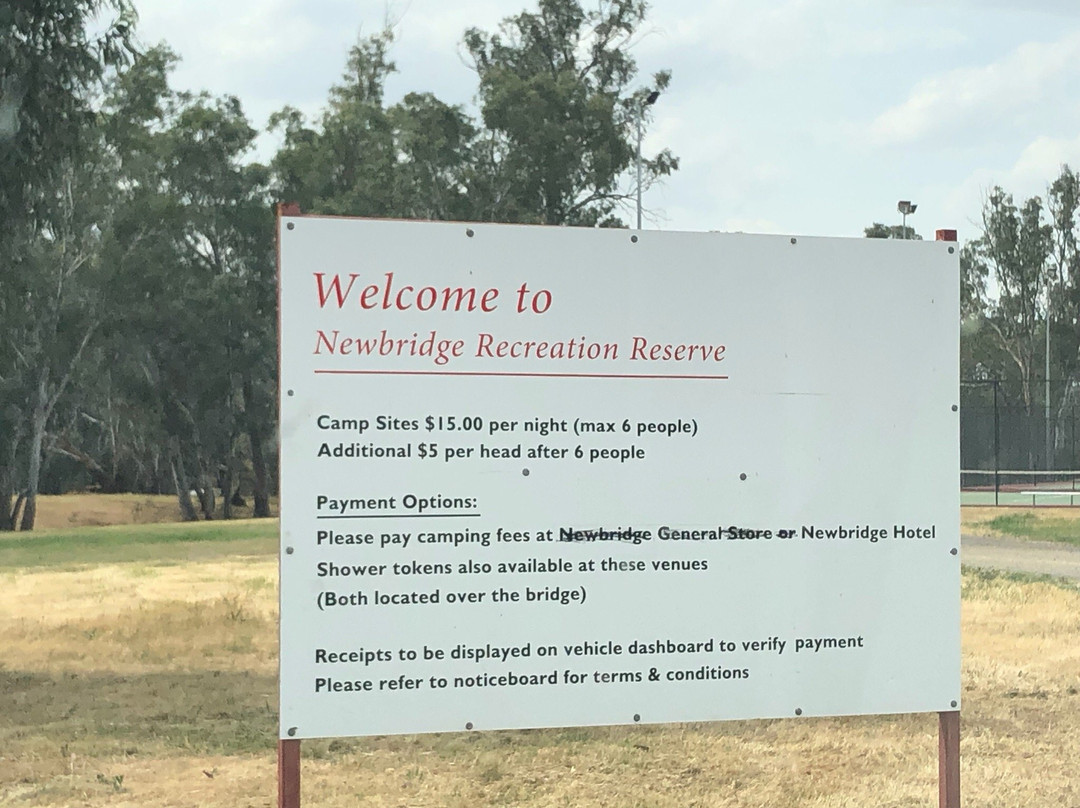 Welcome to
Newbridge Recreation Reserve
Camp Sites $15.00 per night (max 6 people)
Additional $5 per head after 6 people
Payment Options:
Please pay camping fees at Newbridge General Store or Newbridge Hotel
Shower tokens also available at these venues
(Both located over the bridge)
Receipts to be displayed on vehicle dashboard to verify payment
Please refer to noticeboard for terms & conditions